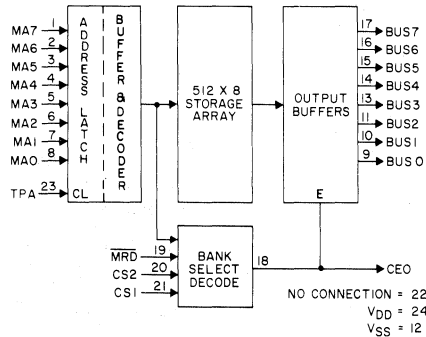 MA7 1
MA6 2
MA5 3
MA4 4
MA3 5
MA2 6
MA1 7
MA0 8
TPA 23 CL
ADDRESS LATCH
BUFFER & DECODER
512 X 8
STORAGE
ARRAY
OUTPUT
BUFFERS
E
17 BUS7
16 BUS6
15 BUS5
14 BUS4
13 BUS3
11 BUS2
10 BUS1
9 BUS0
MRD 19
CS2 20
CS1 21
BANK
SELECT
DECODE
18
CEO
NO CONNECTION = 22
VDD = 24
VSS = 12